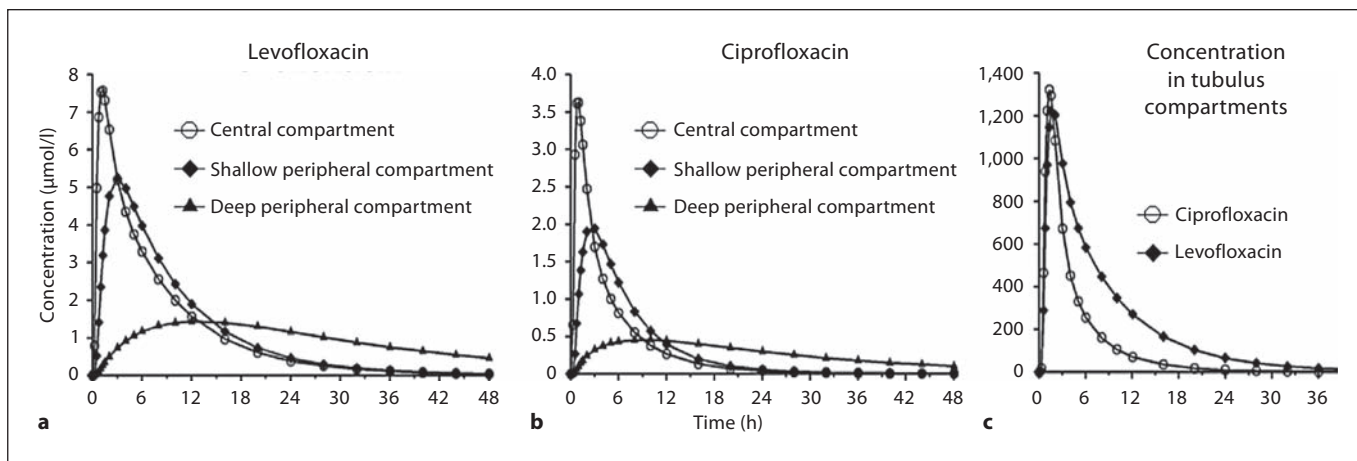 Levofloxacin
8
7
6
5
4
3
2
1
0
Concentration (μmol/l)
Central compartment
Shallow peripheral compartment
Deep peripheral compartment
0 6 12 18 24 30 36 42 48
a
Ciprofloxacin
4.0
3.5
3.0
2.5
2.0
1.5
1.0
0.5
0
Central compartment
Shallow peripheral compartment
Deep peripheral compartment
0 6 12 18 24 30 36 42 48
Time (h)
b
Concentration
in tubulus
compartments
1,400
1,200
1,000
800
600
400
200
0
Ciprofloxacin
Levofloxacin
0 6 12 18 24 30 36
c